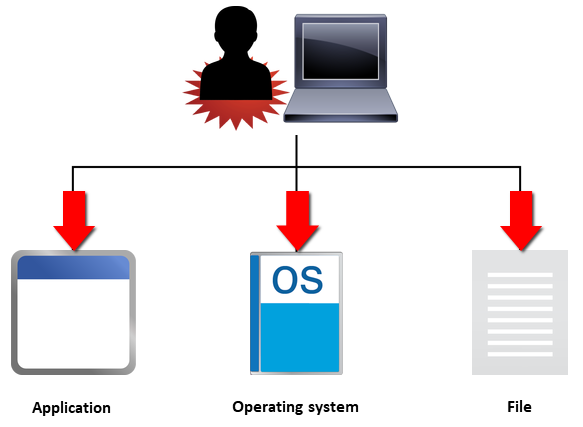 OS
Application
Operating system
File